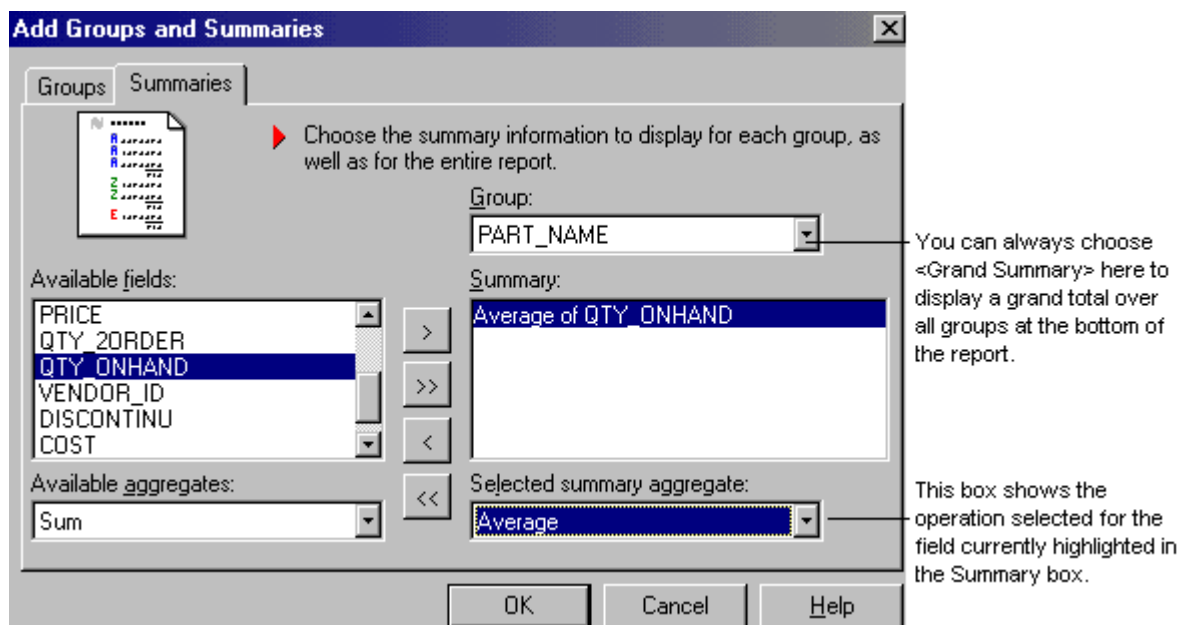 Add Groups and Summaries
Groups
Summaries
Choose the summary information to display for each group, as
well as for the entire report.
Group:
PART_NAME
You can always choose
<Grand Summary> here to
display a grand total over
all groups at the bottom of
the report.
Available fields:
PRICE
QTY_2ORDER
QTY_ONHAND
VENDOR_ID
DISCONTINU
COST
>
>>
<
<<
Summary:
Average of QTY_ONHAND
Available aggregates:
Sum
Selected summary aggregate:
Average
This box shows the
operation selected for the
field currently highlighted in
the Summary box.
OK
Cancel
Help